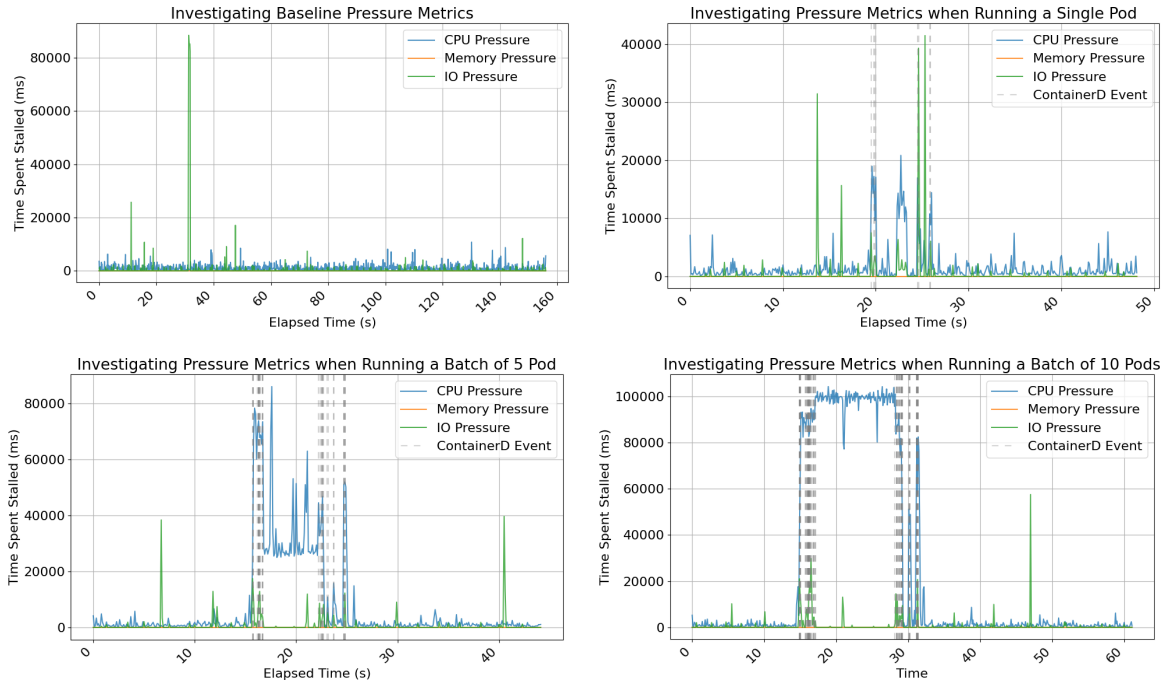 Investigating Baseline Pressure Metrics
Time Spent Stalled (ms)
80000
60000
40000
20000
0
CPU Pressure
Memory Pressure
IO Pressure
0
20
40
60
80
100
120
140
160
Elapsed Time (s)
Investigating Pressure Metrics when Running a Single Pod
Time Spent Stalled (ms)
40000
30000
20000
10000
0
CPU Pressure
Memory Pressure
IO Pressure
ContainerD Event
0
10
20
30
40
50
Elapsed Time (s)
Investigating Pressure Metrics when Running a Batch of 5 Pod
Time Spent Stalled (ms)
80000
60000
40000
20000
0
CPU Pressure
Memory Pressure
IO Pressure
ContainerD Event
0
10
20
30
40
Elapsed Time (s)
Investigating Pressure Metrics when Running a Batch of 10 Pods
Time Spent Stalled (ms)
100000
80000
60000
40000
20000
0
CPU Pressure
Memory Pressure
IO Pressure
ContainerD Event
0
10
20
30
40
50
60
Time